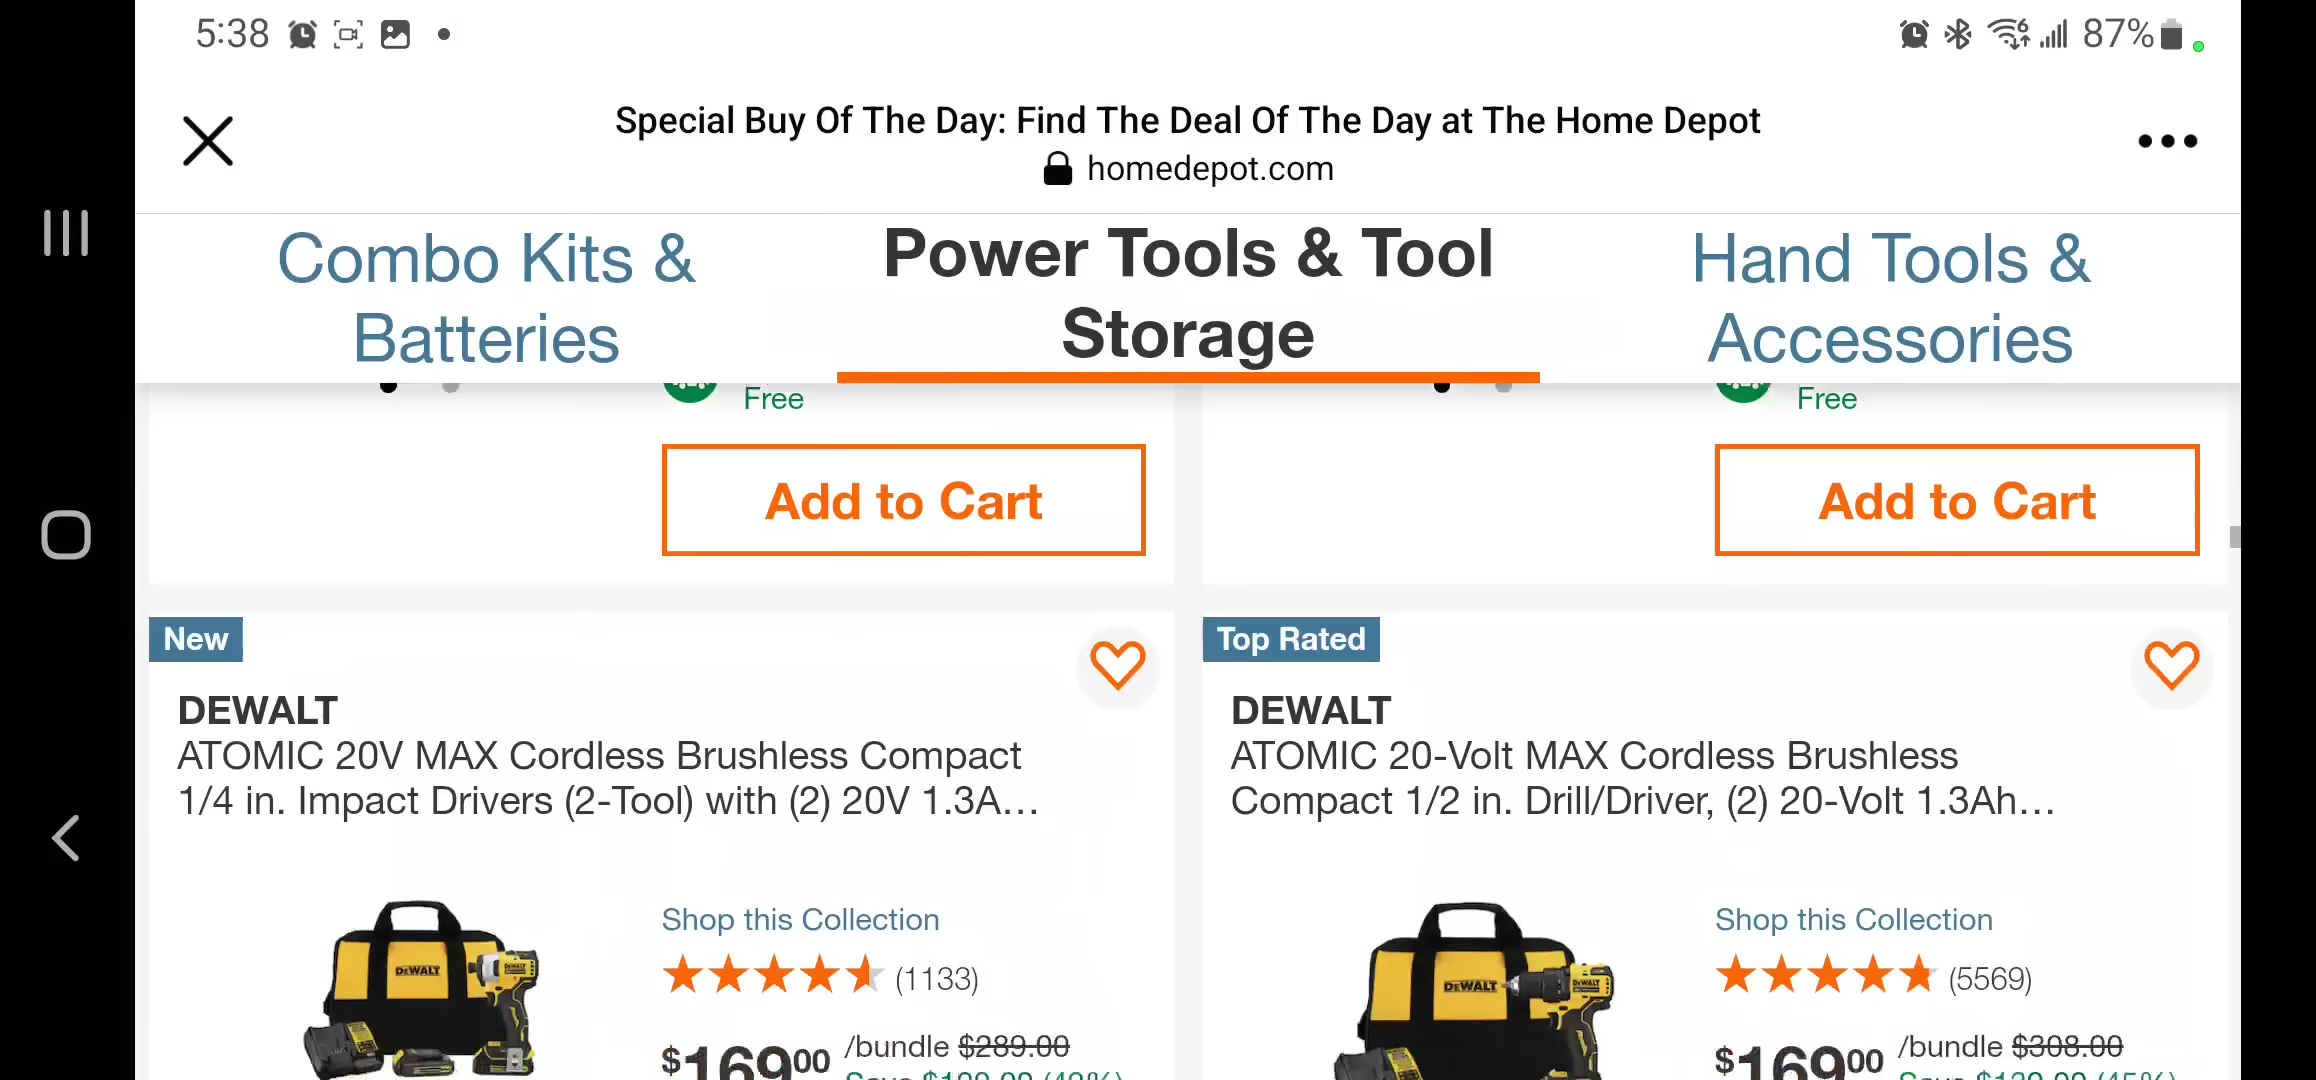 5:38
87%
Special Buy Of The Day: Find The Deal Of The Day at The Home Depot
homedepot.com
Combo Kits &
Batteries
Power Tools & Tool
Storage
Hand Tools &
Accessories
Free
Free
Add to Cart
Add to Cart
New
DEWALT
ATOMIC 20V MAX Cordless Brushless Compact
1/4 in. Impact Drivers (2-Tool) with (2) 20V 1.3A...
DEWALT
Shop this Collection
(1133)
$16900 /bundle $289.00
Top Rated
DEWALT
ATOMIC 20-Volt MAX Cordless Brushless
Compact 1/2 in. Drill/Driver, (2) 20-Volt 1.3Ah...
DEWALT
Shop this Collection
(5569)
$16900 /bundle $308.00